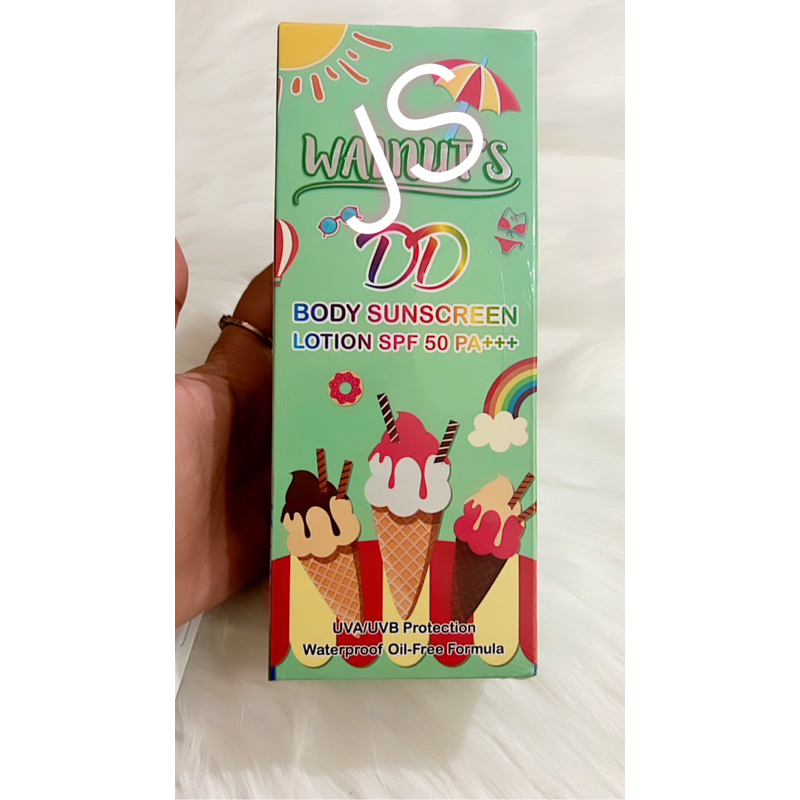 JS
WALNUT'S
DD
BODY SUNSCREEN
LOTION SPF 50 PA+++
UVA/UVB Protection
Waterproof Oil-Free Formula